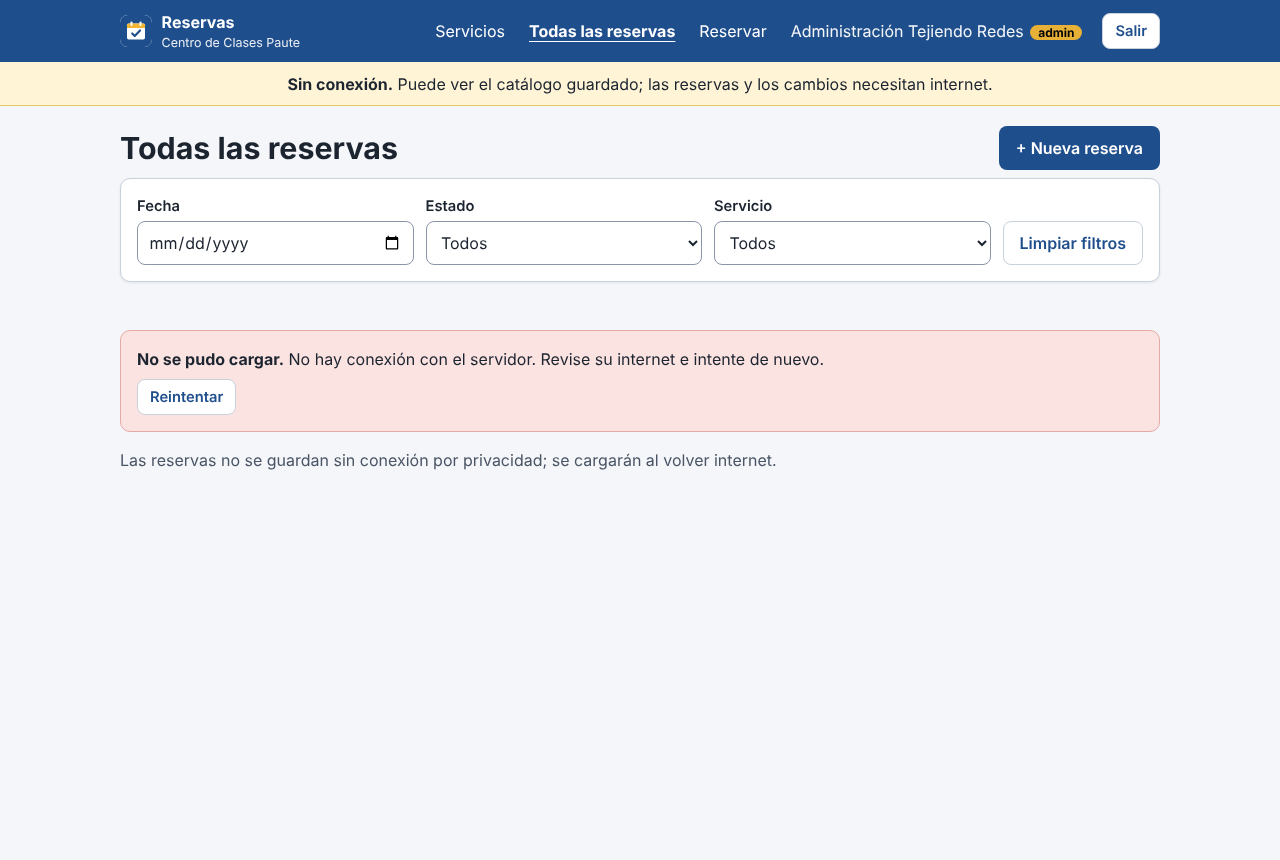 Reservas
Centro de Clases Paute
Servicios Todas las reservas Reservar Administración Tejiendo Redes admin Salir
Sin conexión. Puede ver el catálogo guardado; las reservas y los cambios necesitan internet.
Todas las reservas
+ Nueva reserva
Fecha Estado Servicio
mm/dd/yyyy Todos Todos Limpiar filtros
No se pudo cargar. No hay conexión con el servidor. Revise su internet e intente de nuevo.
Reintentar
Las reservas no se guardan sin conexión por privacidad; se cargarán al volver internet.